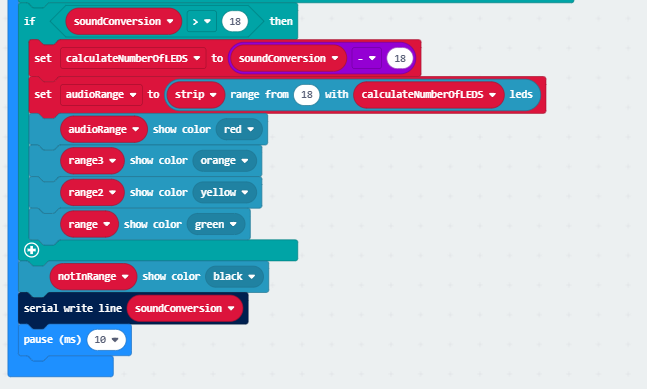 if soundConversion > 18 then
set calculateNumberOfLEDS to soundConversion - 18
set audioRange to strip range from 18 with calculateNumberOfLEDS leds
audioRange show color red
range3 show color orange
range2 show color yellow
range show color green
notInRange show color black
serial write line soundConversion
pause (ms) 10